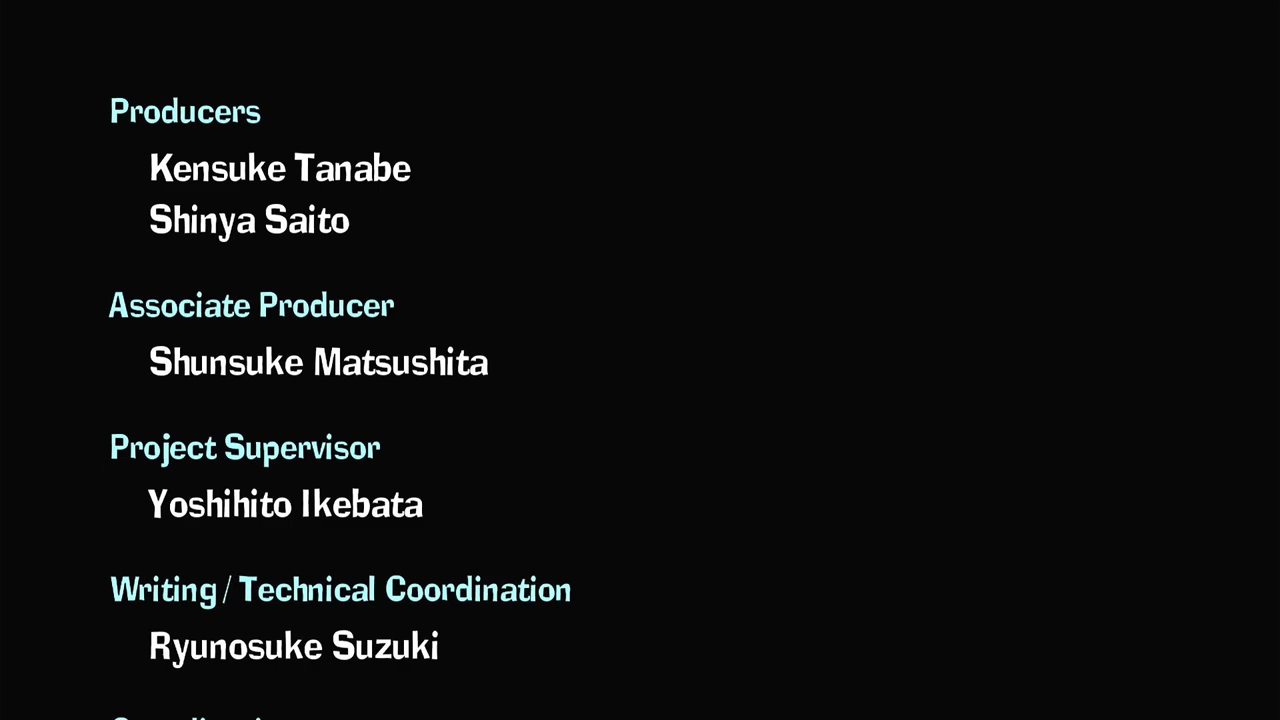 Producers
Kensuke Tanabe
Shinya Saito
Associate Producer
Shunsuke Matsushita
Project Supervisor
Yoshihito Ikebata
Writing / Technical Coordination
Ryunosuke Suzuki